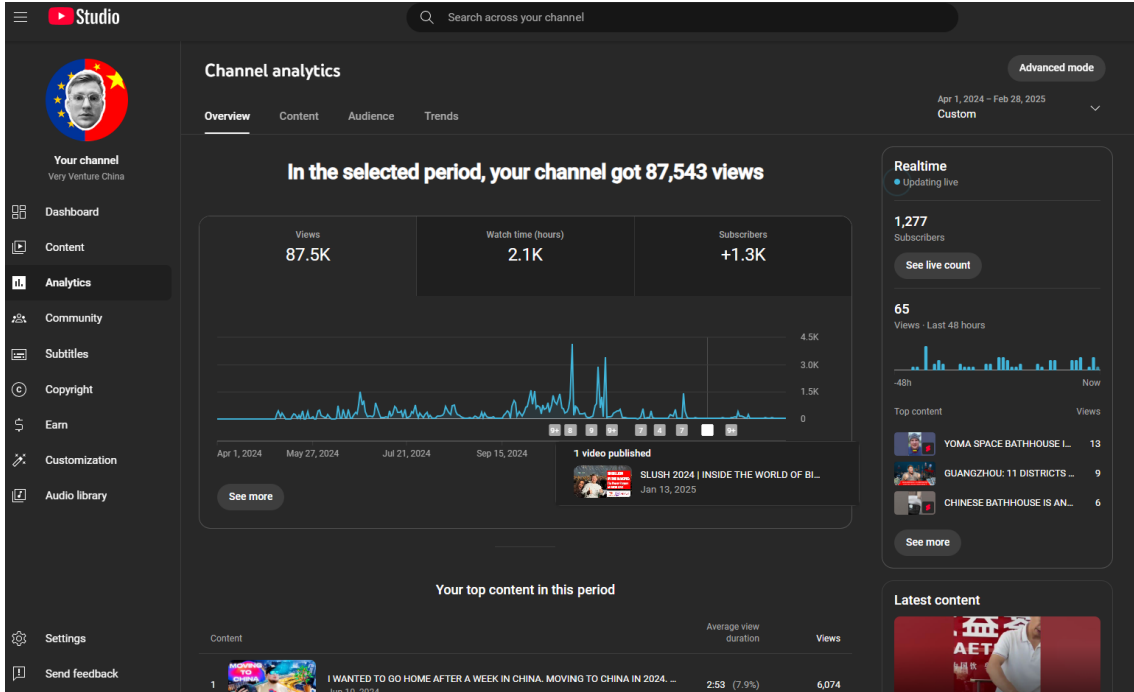 Studio
Search across your channel
Your channel
Very Venture China
Dashboard
Content
Analytics
Community
Subtitles
Copyright
Earn
Customization
Audio library
Settings
Send feedback
Channel analytics
Advanced mode
Overview
Content
Audience
Trends
Apr 1, 2024 – Feb 28, 2025
Custom
In the selected period, your channel got 87,543 views
Views
87.5K
Watch time (hours)
2.1K
Subscribers
+1.3K
4.5K
3.0K
1.5K
0
9+ 8 9 9+ 7 4 7 9+
Apr 1, 2024
May 27, 2024
Jul 21, 2024
Sep 15, 2024
1 video published
SLUSH 2024 | INSIDE THE WORLD OF BI...
Jan 13, 2025
See more
Your top content in this period
Content
Average view
duration
Views
1
MOVING
TO
CHINA
I WANTED TO GO HOME AFTER A WEEK IN CHINA. MOVING TO CHINA IN 2024. ...
Jun 10, 2024
2:53 (7.9%)
6,074
Realtime
Updating live
1,277
Subscribers
See live count
65
Views · Last 48 hours
-48h
Now
Top content
Views
YOMA SPACE BATHHOUSE I...
13
GUANGZHOU: 11 DISTRICTS ...
9
CHINESE BATHHOUSE IS AN...
6
See more
Latest content
AETA